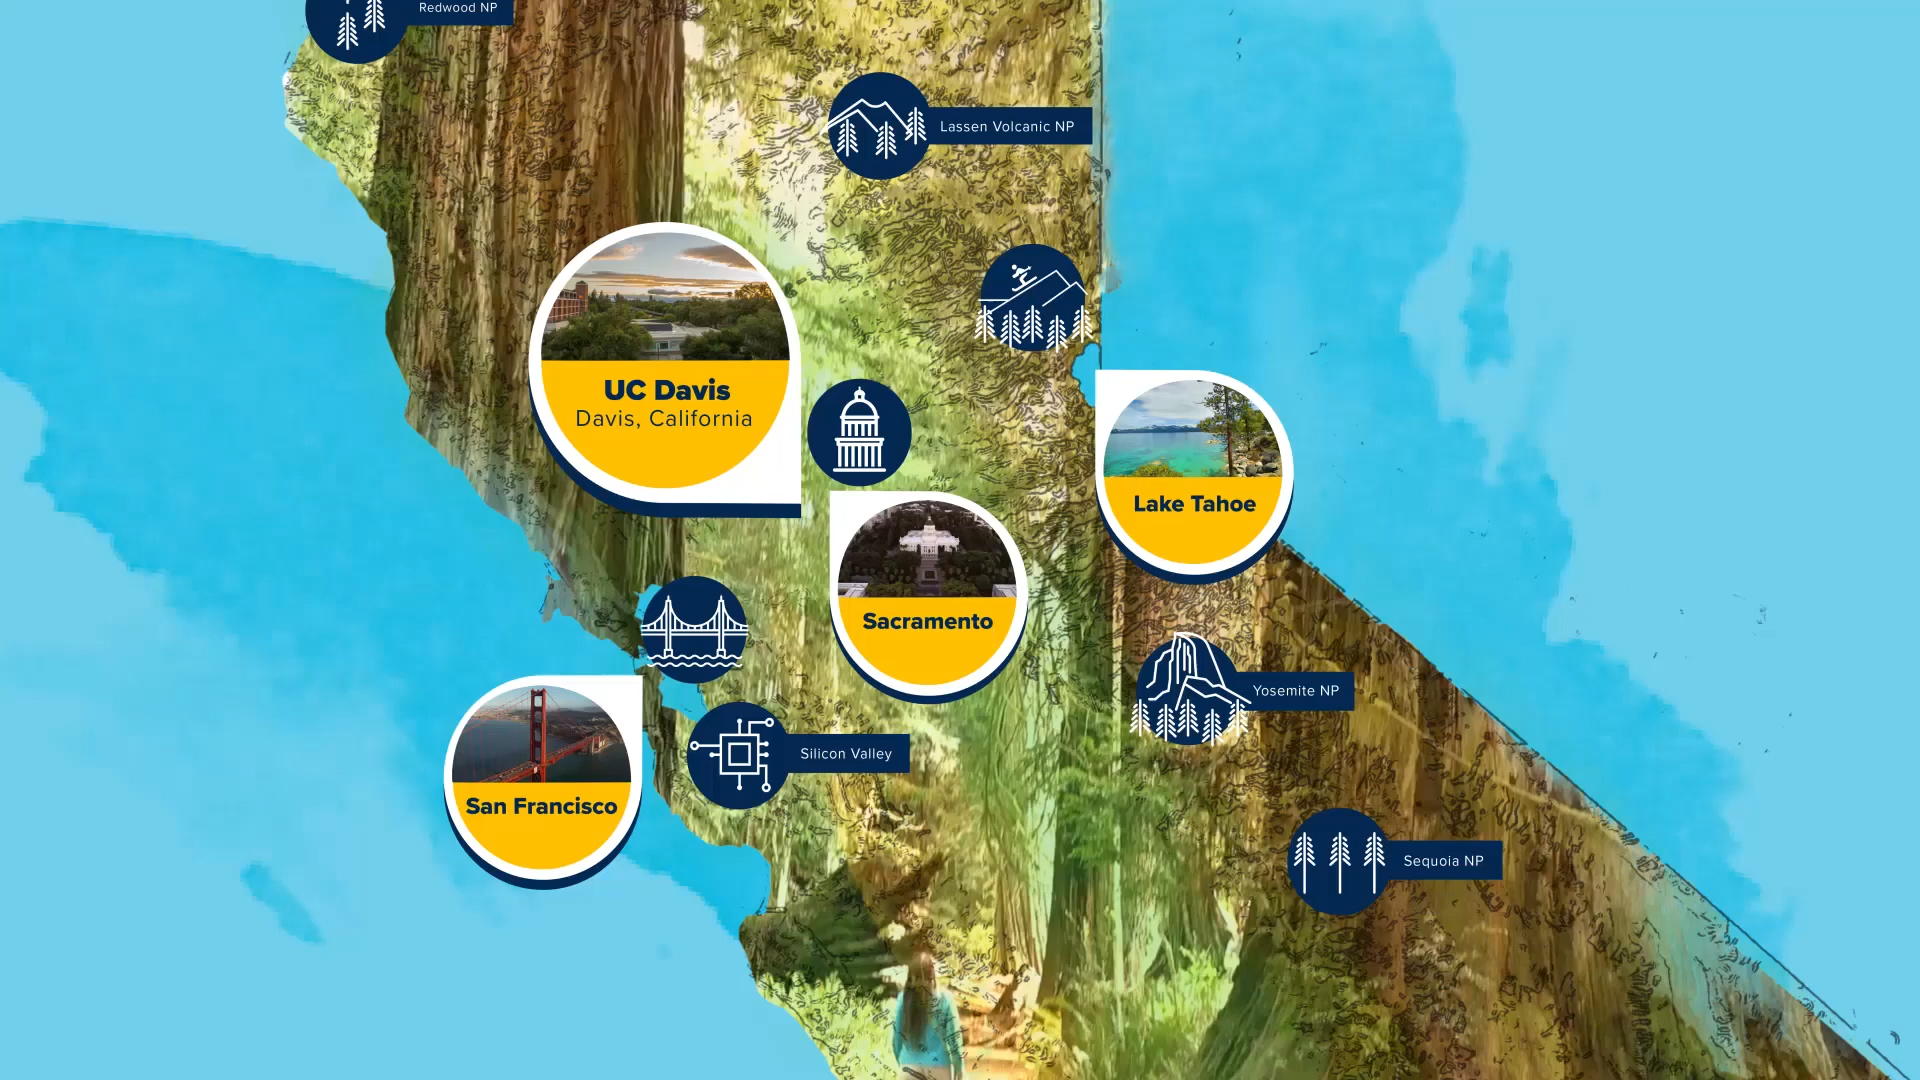 Redwood NP
Lassen Volcanic NP
UC Davis
Davis, California
Lake Tahoe
Sacramento
Yosemite NP
Silicon Valley
San Francisco
Sequoia NP